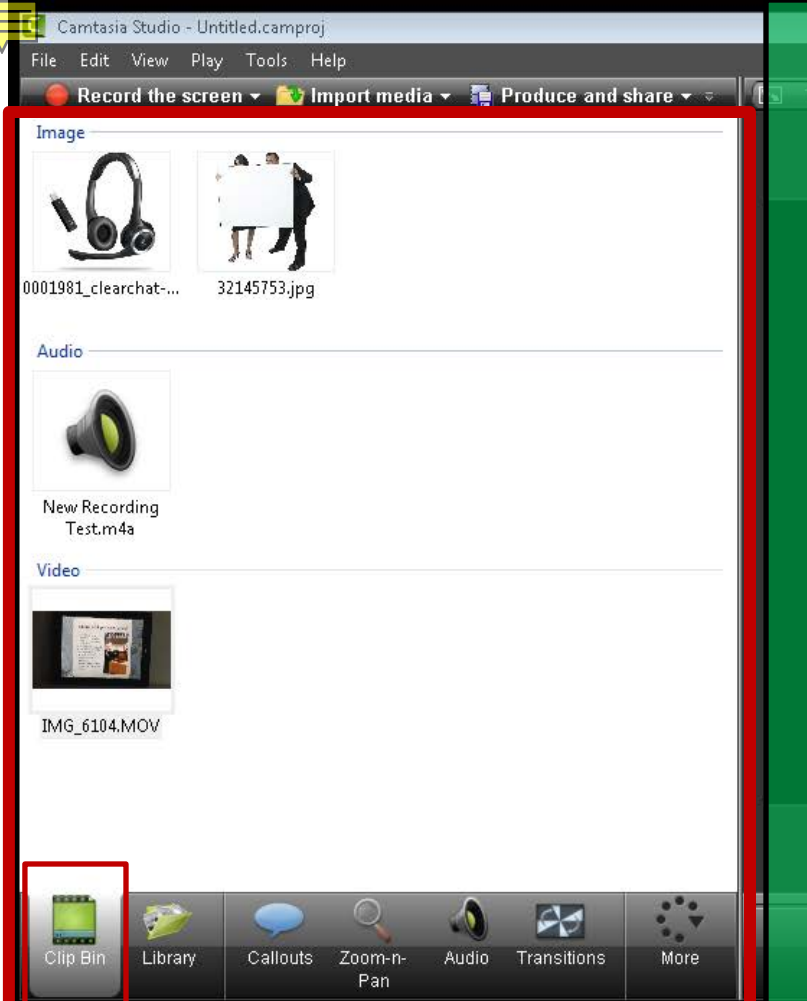 Camtasia Studio - Untitled.camproj
File Edit View Play Tools Help
Record the screen Import media Produce and share
Image
0001981_clearchat-... 32145753.jpg
Audio
New Recording
Test.m4a
Video
IMG_6104.MOV
Clip Bin Library Callouts Zoom-n-
Pan Audio Transitions More